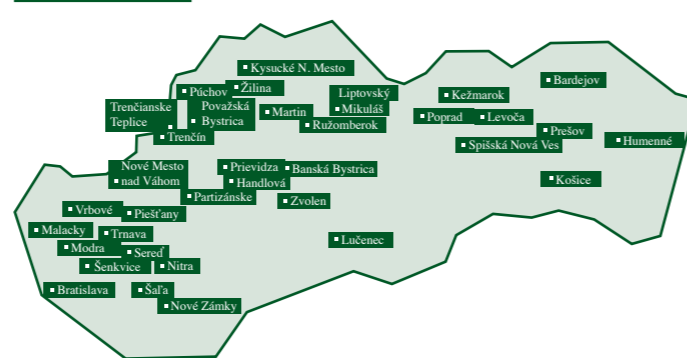 Kysucké N. Mesto
Bardejov
Púchov
Žilina
Liptovský
Mikuláš
Kežmarok
Trenčianske
Teplice
Považská
Bystrica
Martin
Ružomberok
Poprad
Levoča
Prešov
Trenčín
Spišská Nová Ves
Humenné
Nové Mesto
nad Váhom
Prievidza
Banská Bystrica
Handlová
Košice
Partizánske
Zvolen
Vrbové
Piešťany
Malacky
Trnava
Lučenec
Modra
Sereď
Šenkvice
Nitra
Bratislava
Šaľa
Nové Zámky